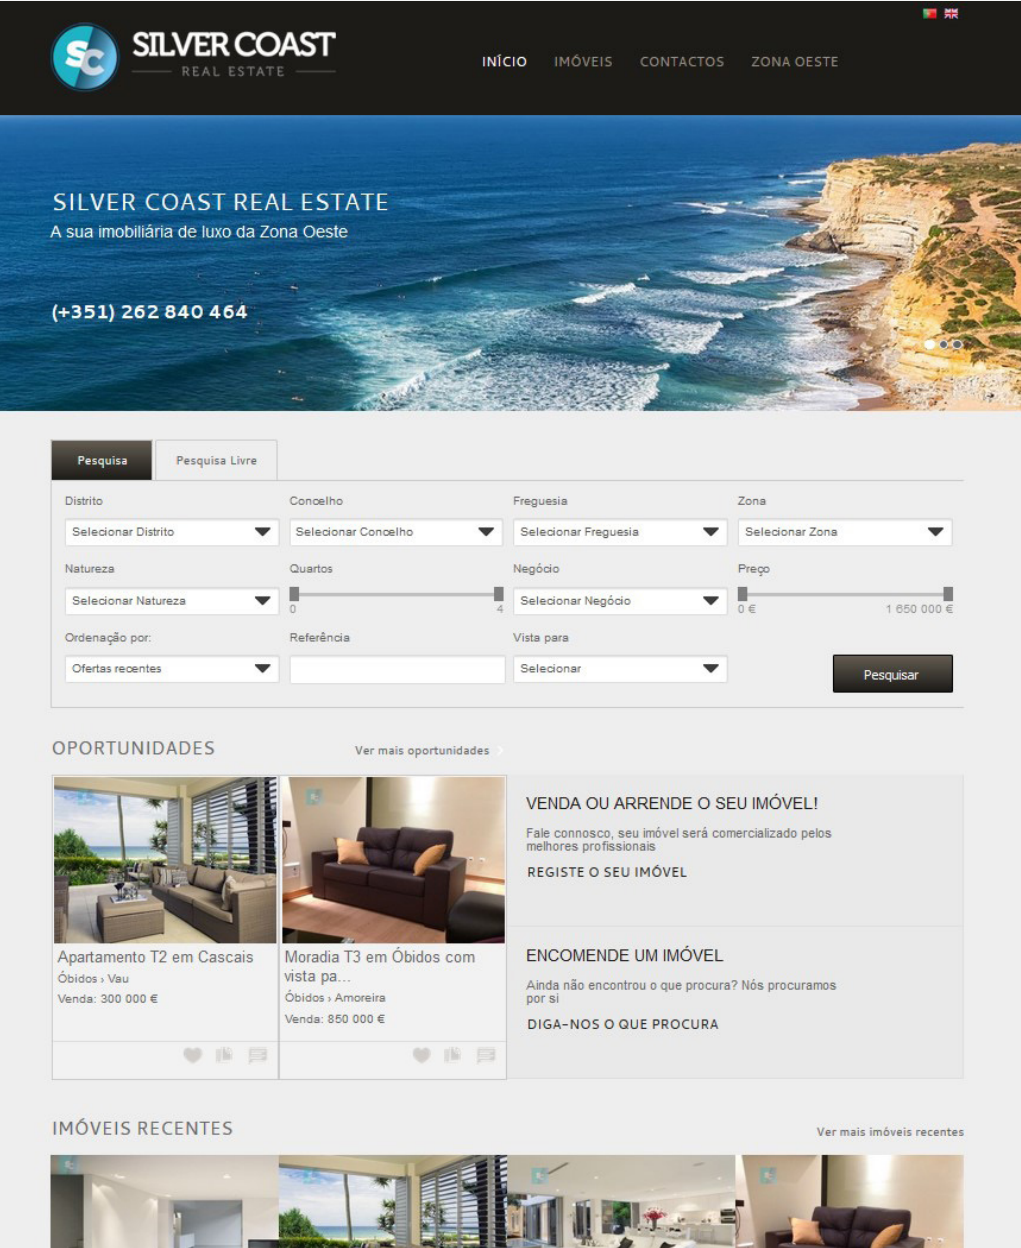 SC
SILVER COAST
REAL ESTATE
INÍCIO IMÓVEIS CONTACTOS ZONA OESTE
SILVER COAST REAL ESTATE
A sua imobiliária de luxo da Zona Oeste
(+351) 262 840 464
Pesquisa Pesquisa Livre
Distrito Concelho Freguesia Zona
Selecionar Distrito Selecionar Concelho Selecionar Freguesia Selecionar Zona
Natureza Quartos Negócio Preço
Selecionar Natureza 0 4 Selecionar Negócio 0 € 1 650 000 €
Ordenação por: Referência Vista para
Ofertas recentes Selecionar Pesquisar
OPORTUNIDADES Ver mais oportunidades
Apartamento T2 em Cascais
Óbidos › Vau
Venda: 300 000 €
Moradia T3 em Óbidos com
vista pa...
Óbidos › Amoreira
Venda: 850 000 €
VENDA OU ARRENDE O SEU IMÓVEL!
Fale connosco, seu imóvel será comercializado pelos
melhores profissionais
REGISTE O SEU IMÓVEL
ENCOMENDE UM IMÓVEL
Ainda não encontrou o que procura? Nós procuramos
por si
DIGA-NOS O QUE PROCURA
IMÓVEIS RECENTES Ver mais imóveis recentes